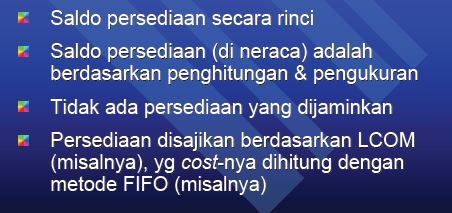 Saldo persediaan secara rinci
Saldo persediaan (di neraca) adalah
berdasarkan penghitungan & pengukuran
Tidak ada persediaan yang dijaminkan
Persediaan disajikan berdasarkan LCOM
(misalnya), yg cost-nya dihitung dengan
metode FIFO (misalnya)